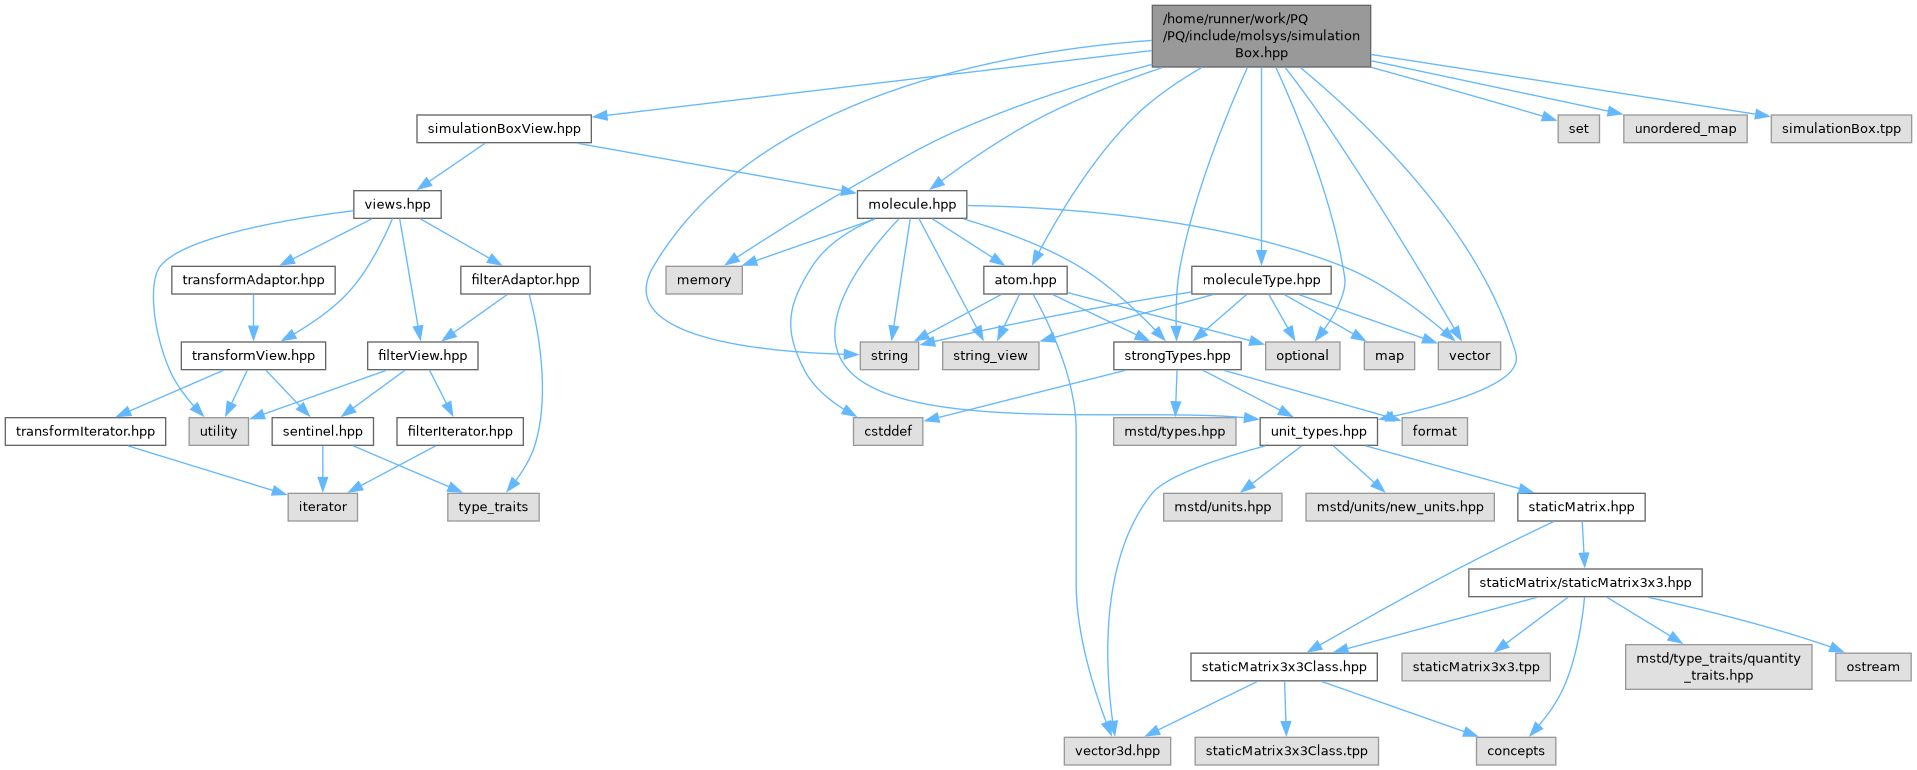 /home/runner/work/PQ
/PQ/include/molsys/simulation
Box.hpp
simulationBoxView.hpp
set
unordered_map
simulationBox.tpp
views.hpp
molecule.hpp
transformAdaptor.hpp
filterAdaptor.hpp
memory
atom.hpp
moleculeType.hpp
transformView.hpp
filterView.hpp
string
string_view
strongTypes.hpp
optional
map
vector
transformIterator.hpp
utility
sentinel.hpp
filterIterator.hpp
cstddef
mstd/types.hpp
unit_types.hpp
format
iterator
type_traits
mstd/units.hpp
mstd/units/new_units.hpp
staticMatrix.hpp
staticMatrix/staticMatrix3x3.hpp
staticMatrix3x3Class.hpp
staticMatrix3x3.tpp
mstd/type_traits/quantity
_traits.hpp
ostream
vector3d.hpp
staticMatrix3x3Class.tpp
concepts